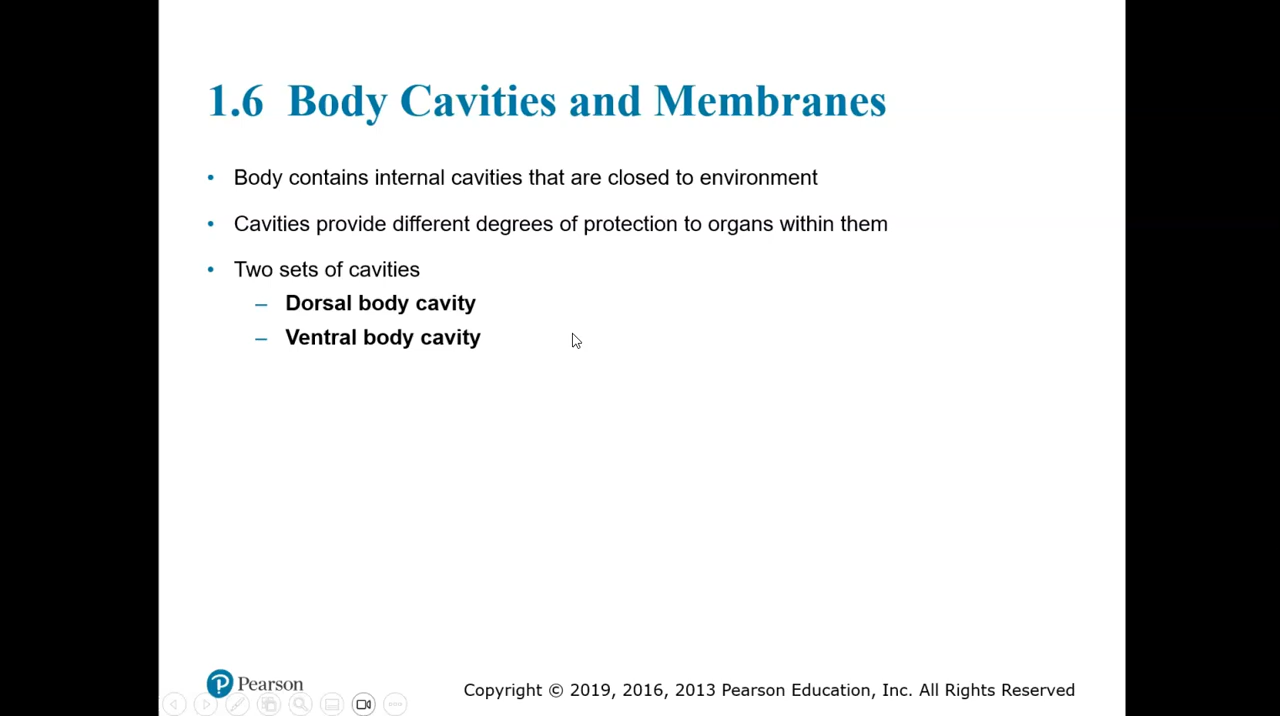 1.6 Body Cavities and Membranes
• Body contains internal cavities that are closed to environment
• Cavities provide different degrees of protection to organs within them
• Two sets of cavities
– Dorsal body cavity
– Ventral body cavity
Pearson
Copyright © 2019, 2016, 2013 Pearson Education, Inc. All Rights Reserved